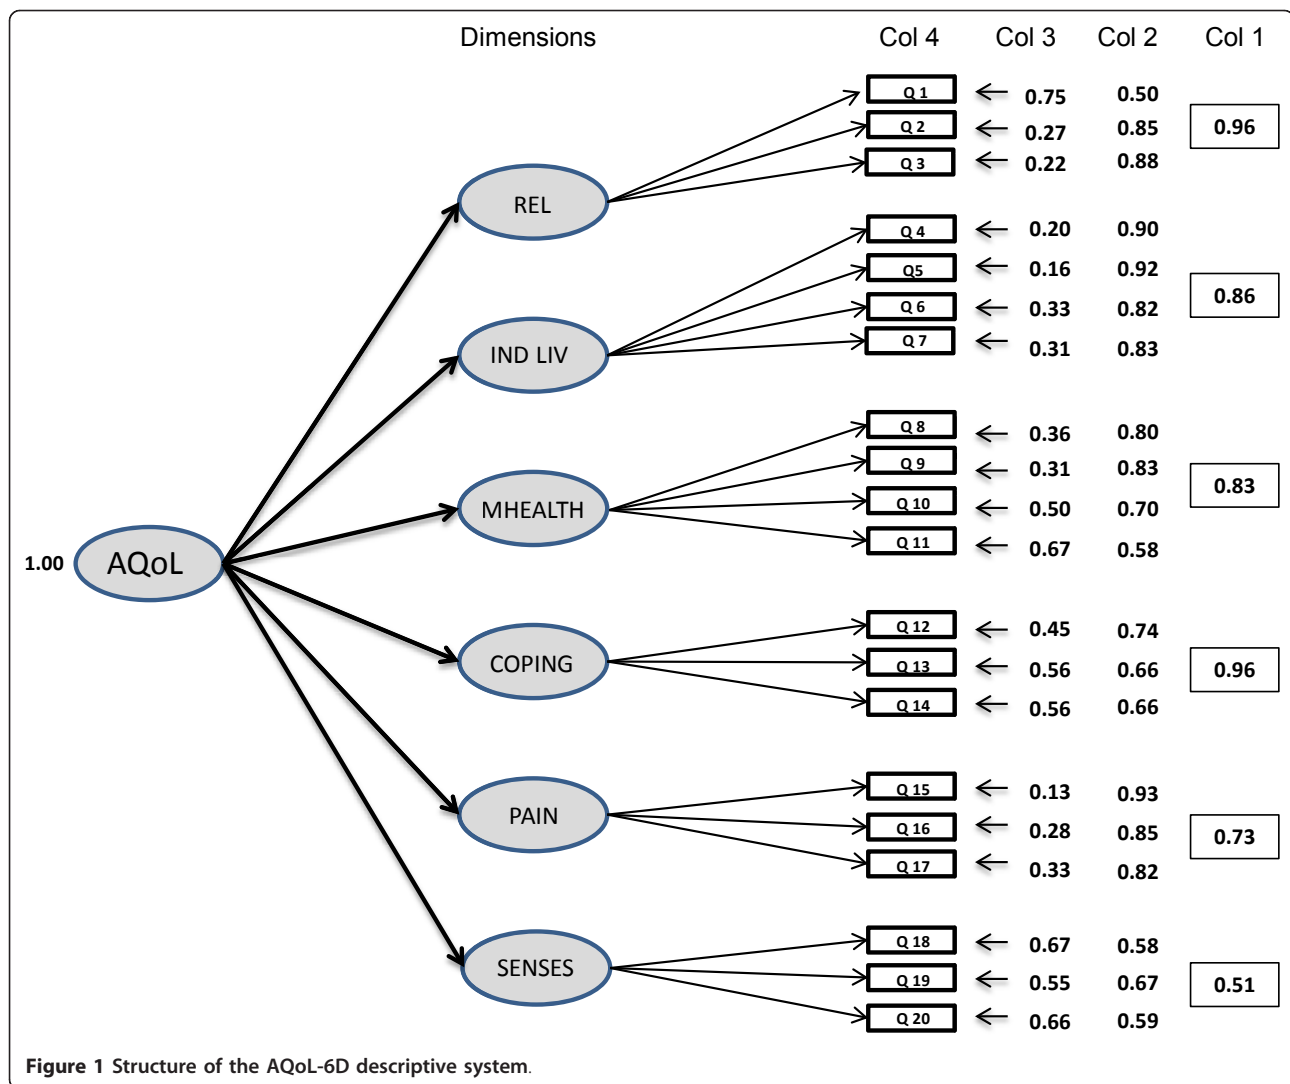 Dimensions Col 4 Col 3 Col 2 Col 1
Q 1 0.75 0.50
0.96
Q 2 0.27 0.85
Q 3 0.22 0.88
REL
Q 4 0.20 0.90
Q5 0.16 0.92
0.86
Q 6 0.33 0.82
Q 7 0.31 0.83
IND LIV
Q 8 0.36 0.80
Q 9 0.31 0.83
0.83
Q 10 0.50 0.70
MHEALTH
Q 11 0.67 0.58
1.00 AQoL
Q 12 0.45 0.74
COPING
Q 13 0.56 0.66
0.96
Q 14 0.56 0.66
Q 15 0.13 0.93
PAIN
Q 16 0.28 0.85
0.73
Q 17 0.33 0.82
Q 18 0.67 0.58
SENSES
Q 19 0.55 0.67
0.51
Q 20 0.66 0.59
Figure 1 Structure of the AQoL-6D descriptive system.